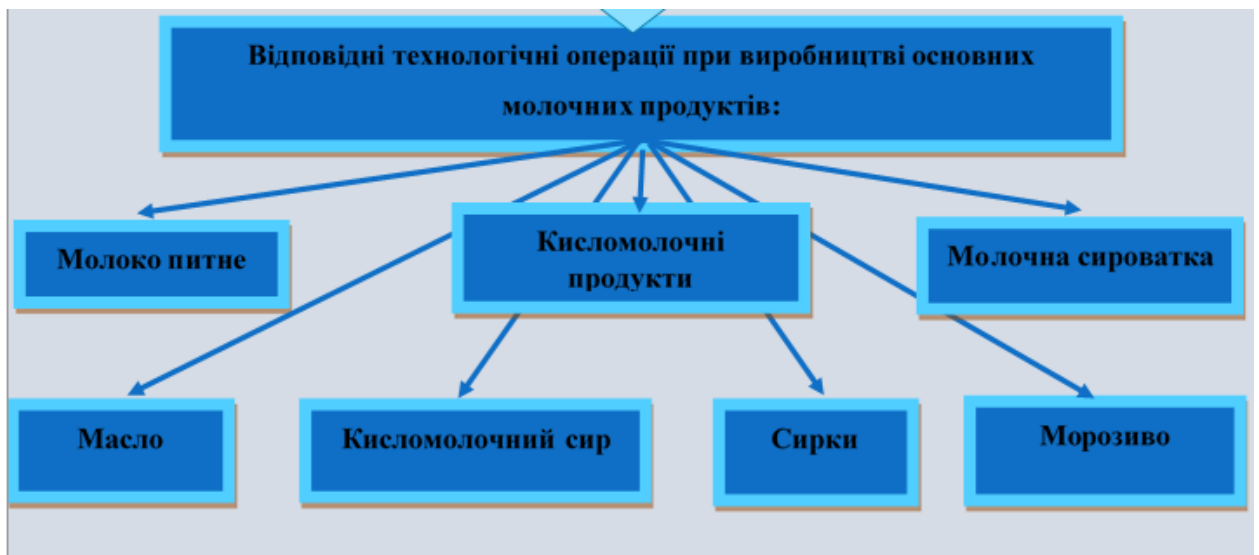 Відповідні технологічні операції при виробництві основних
молочних продуктів:
Молоко питне
Кисломолочні
продукти
Молочна сироватка
Масло
Кисломолочний сир
Сирки
Морозиво